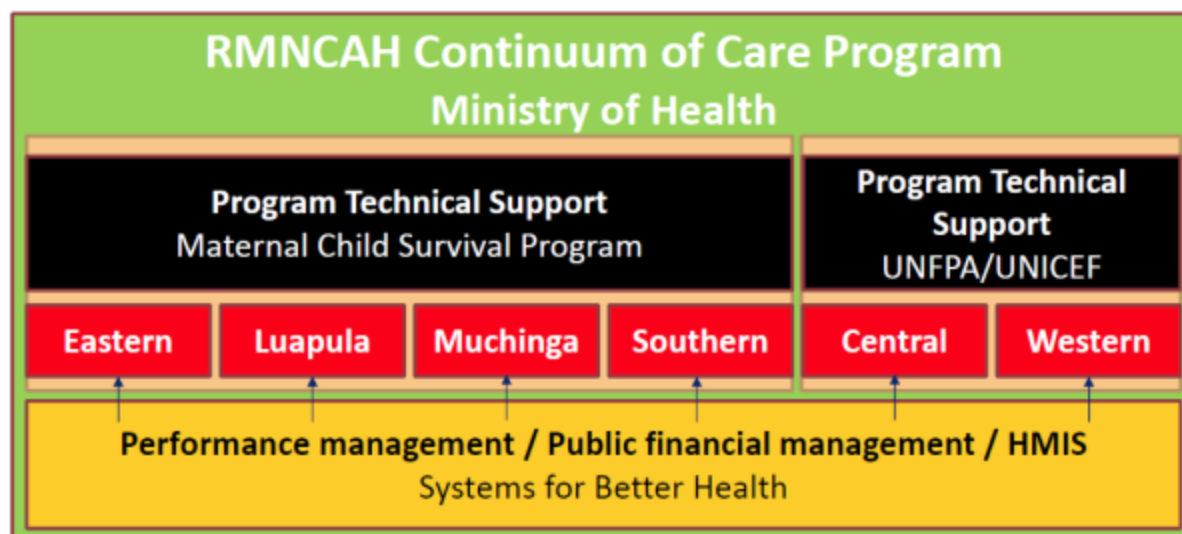 RMNCAH Continuum of Care Program
Ministry of Health
Program Technical Support
Maternal Child Survival Program
Program Technical
Support
UNFPA/UNICEF
Eastern
Luapula
Muchinga
Southern
Central
Western
Performance management / Public financial management / HMIS
Systems for Better Health